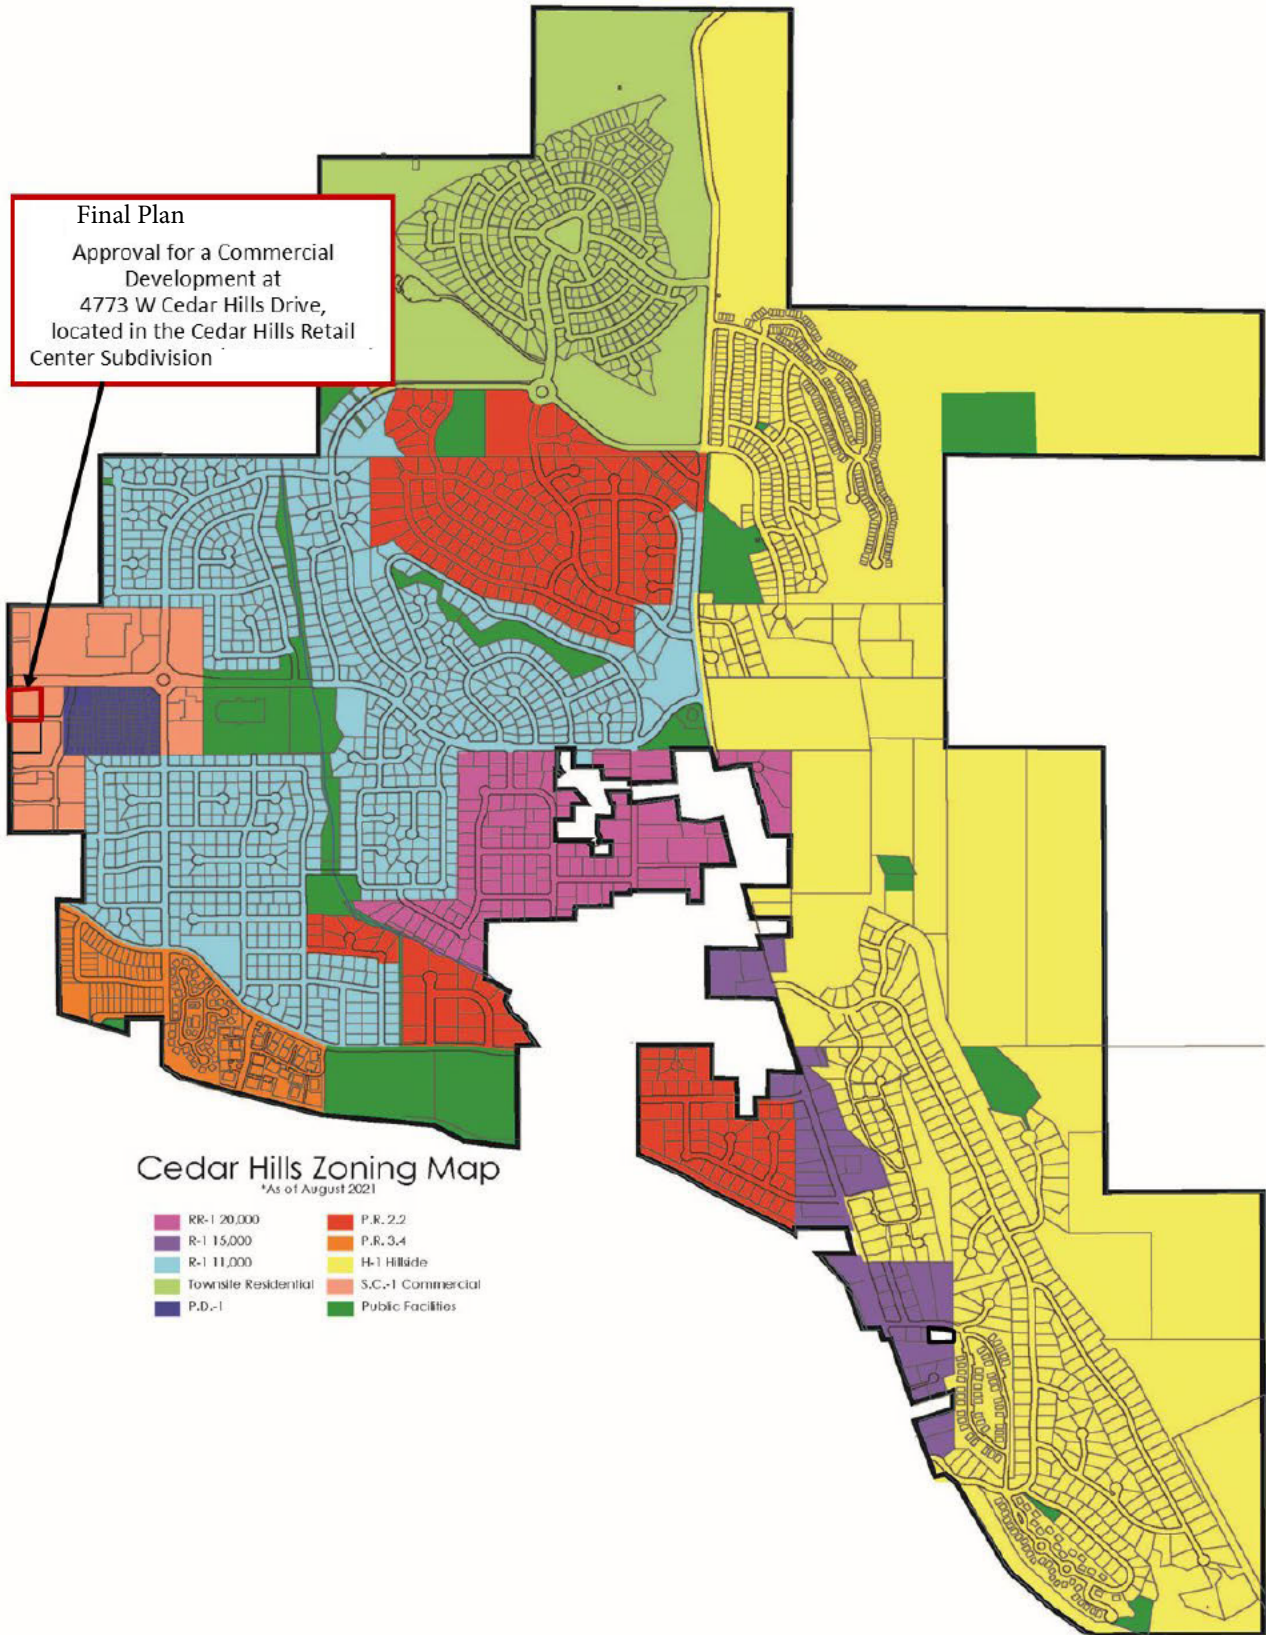 Final Plan
Approval for a Commercial
Development at
4773 W Cedar Hills Drive,
located in the Cedar Hills Retail
Center Subdivision
Cedar Hills Zoning Map
*As of August 2021
RR-1 20,000
R-1 15,000
R-1 11,000
Townsite Residential
P.D.-1
P.R. 2.2
P.R. 3.4
H-1 Hillside
S.C.-1 Commercial
Public Facilities